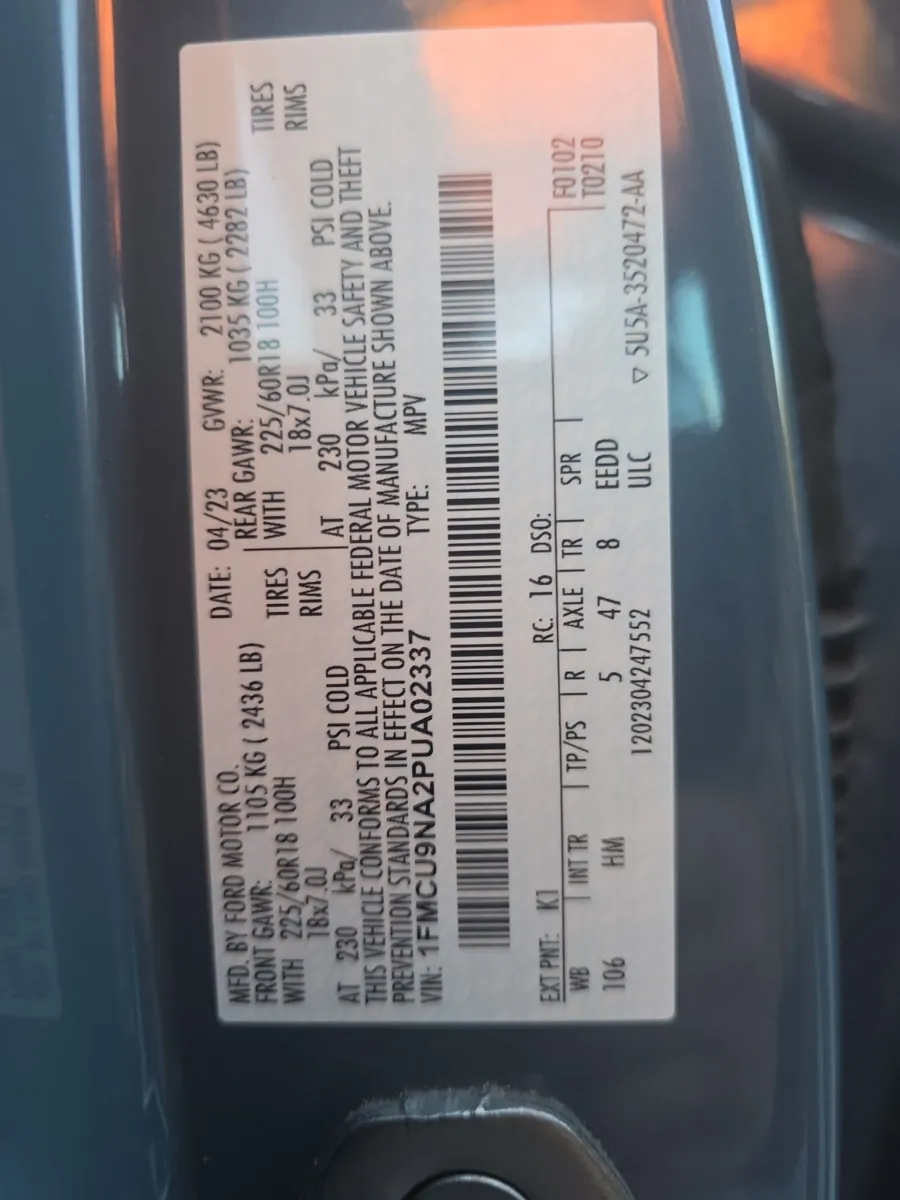 MFD. BY FORD MOTOR CO. DATE: 04/23 GVWR: 2100 KG ( 4630 LB)
FRONT GAWR: 1105 KG ( 2436 LB) REAR GAWR: 1035 KG ( 2282 LB)
WITH 225/60R18 100H TIRES WITH 225/60R18 100H TIRES
18x7.0J RIMS 18x7.0J RIMS
AT 230 kPa/ 33 PSI COLD AT 230 kPa/ 33 PSI COLD
THIS VEHICLE CONFORMS TO ALL APPLICABLE FEDERAL MOTOR VEHICLE SAFETY AND THEFT
PREVENTION STANDARDS IN EFFECT ON THE DATE OF MANUFACTURE SHOWN ABOVE.
VIN: 1FMCU9NA2PUA02337 TYPE: MPV
EXT PNT: K1 RC: 16 DSO: F0102
WB INT TR TP/PS R AXLE TR SPR T0210
106 HM 5 47 8 EEDD
1202304247552 ULC ▽ 5U5A-3520472-AA